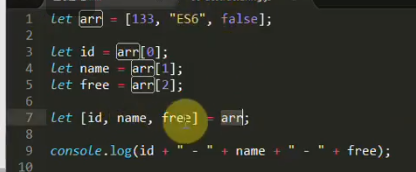 1 let arr = [133, "ES6", false];
2
3 let id = arr[0];
4 let name = arr[1];
5 let free = arr[2];
6
7 let [id, name, free] = arr;
8
9 console.log(id + " - " + name + " - " + free);
10